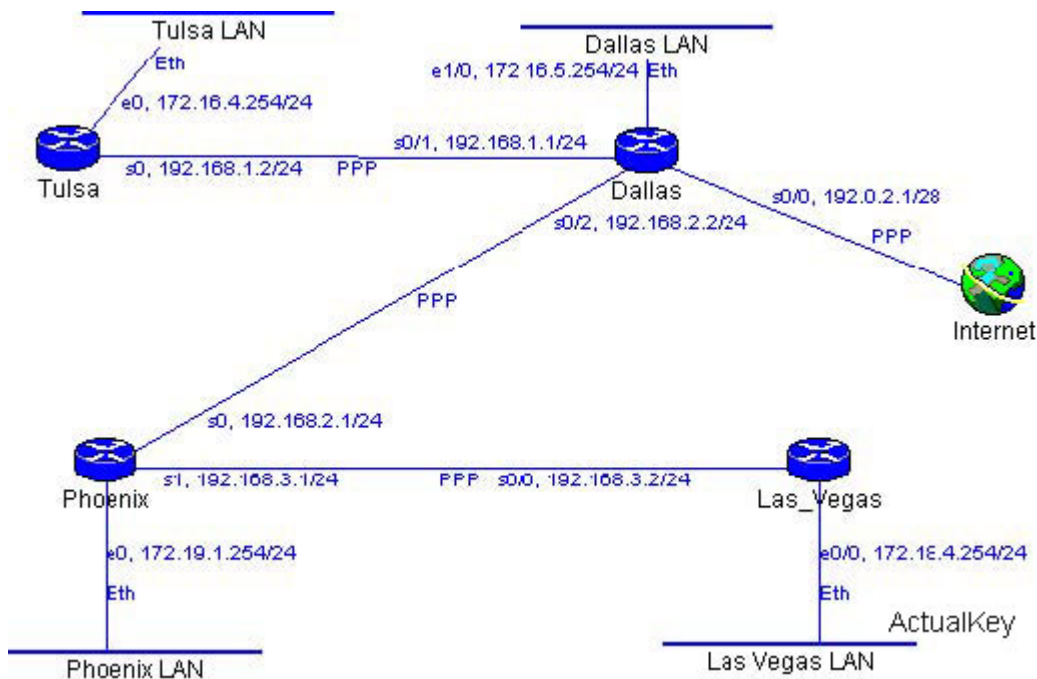 Tulsa LAN
Eth
e0, 172.16.4.254/24
Dallas LAN
e1/0, 172 16.5.254/24 Eth
s0/1, 192.168.1.1/24
s0, 192.168.1.2/24 PPP
Tulsa
Dallas
s0/0, 192.0.2.1/28
s0/2, 192.168.2.2/24
PPP
PPP
Internet
s0, 192.168.2.1/24
s1, 192.168.3.1/24
PPP s0/0, 192.168.3.2/24
Phoenix
Las_Vegas
e0, 172.19.1.254/24
e0/0, 172.18.4.254/24
Eth
Eth
ActualKey
Phoenix LAN
Las Vegas LAN